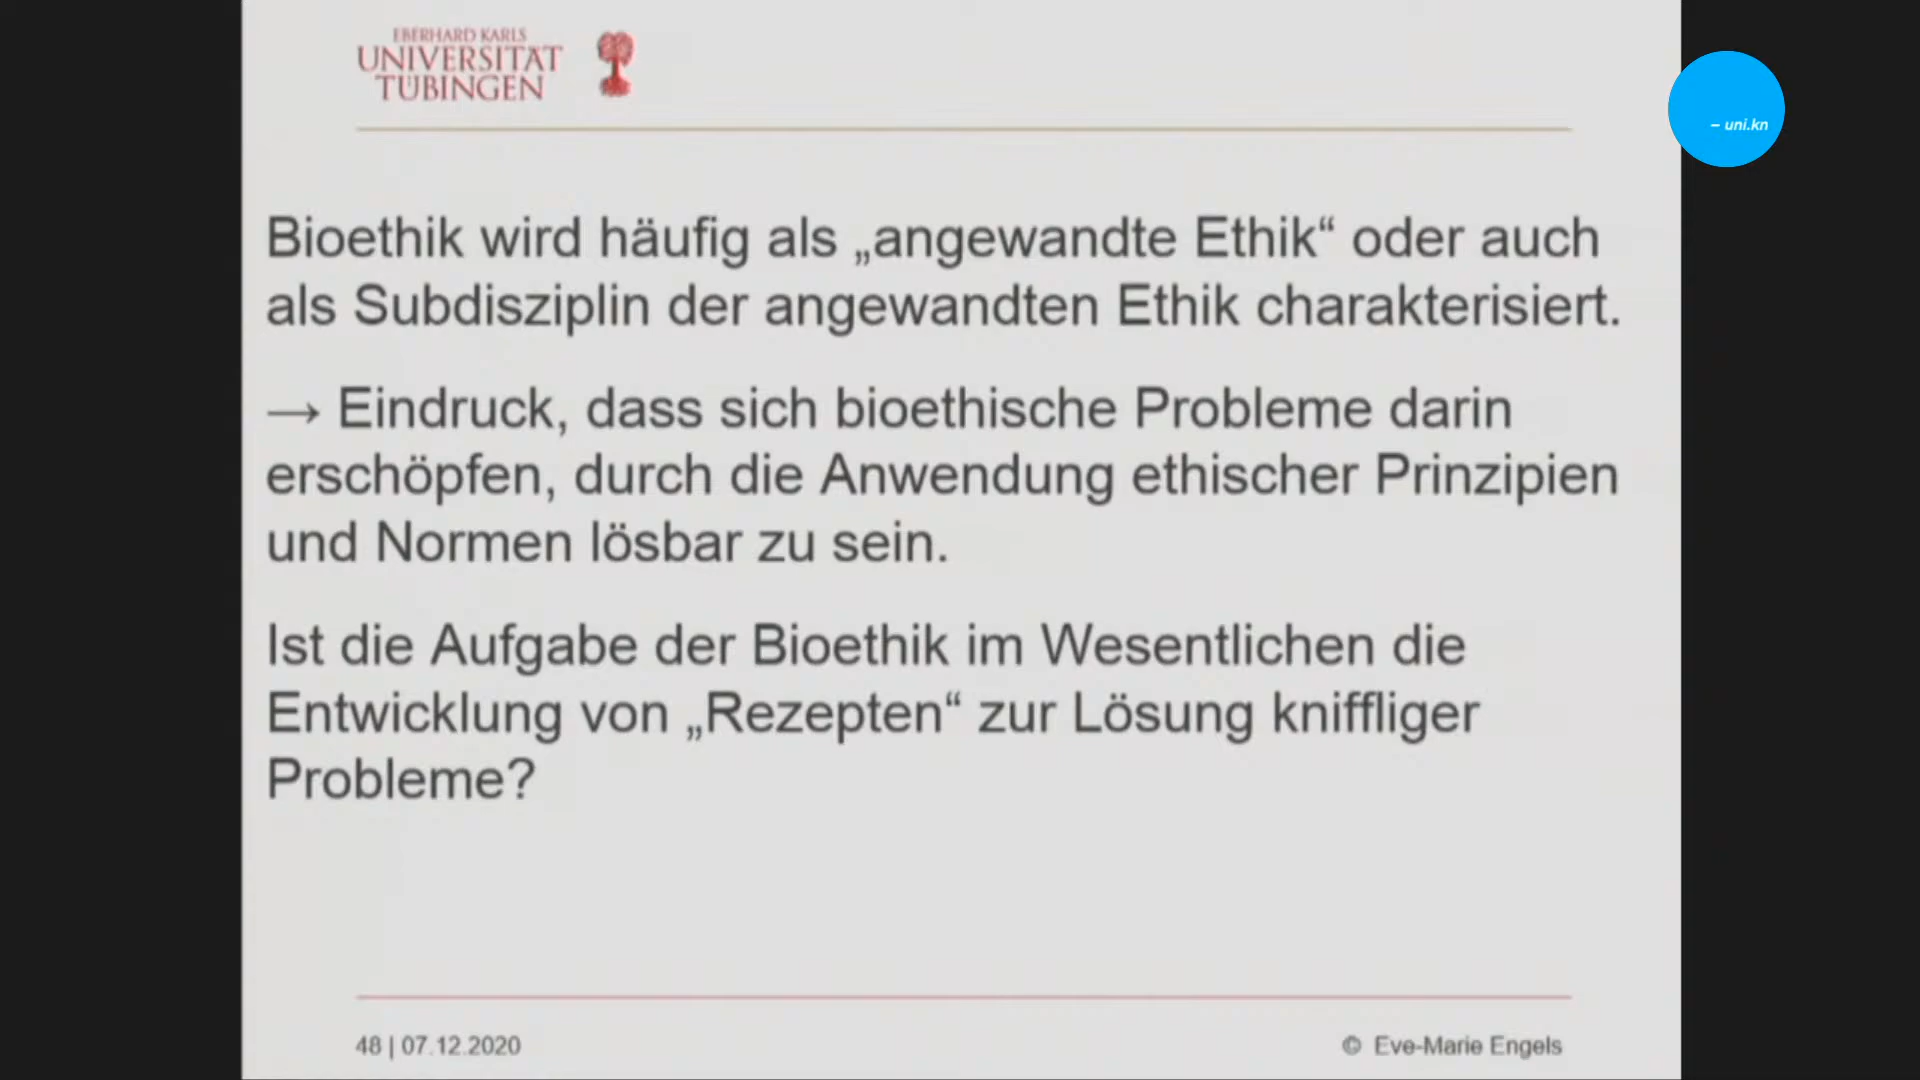 EBERHARD KARLS
UNIVERSITÄT
TÜBINGEN
– uni.kn
Bioethik wird häufig als „angewandte Ethik“ oder auch
als Subdisziplin der angewandten Ethik charakterisiert.
→ Eindruck, dass sich bioethische Probleme darin
erschöpfen, durch die Anwendung ethischer Prinzipien
und Normen lösbar zu sein.
Ist die Aufgabe der Bioethik im Wesentlichen die
Entwicklung von „Rezepten“ zur Lösung kniffliger
Probleme?
48 | 07.12.2020
© Eve-Marie Engels